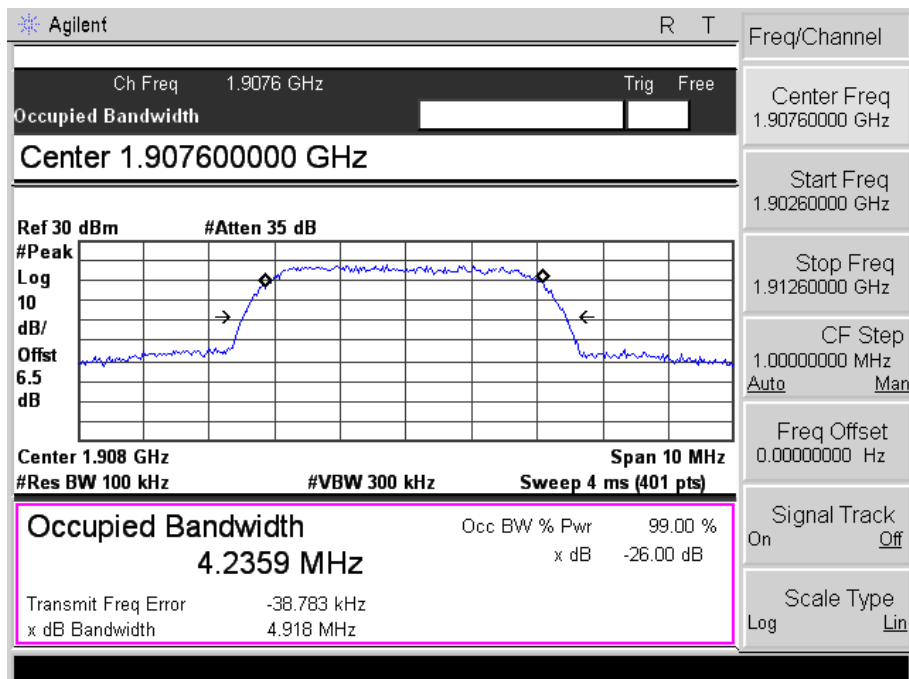 Agilent R T
Ch Freq 1.9076 GHz Trig Free
Occupied Bandwidth
Center 1.907600000 GHz
Ref 30 dBm #Atten 35 dB
#Peak
Log
10
dB/
Offst
6.5
dB
Center 1.908 GHz Span 10 MHz
#Res BW 100 kHz #VBW 300 kHz Sweep 4 ms (401 pts)
Occupied Bandwidth
4.2359 MHz
Occ BW % Pwr 99.00 %
x dB -26.00 dB
Transmit Freq Error -38.783 kHz
x dB Bandwidth 4.918 MHz
Freq/Channel
Center Freq
1.90760000 GHz
Start Freq
1.90260000 GHz
Stop Freq
1.91260000 GHz
CF Step
1.00000000 MHz
Auto Man
Freq Offset
0.00000000 Hz
Signal Track
On Off
Scale Type
Log Lin